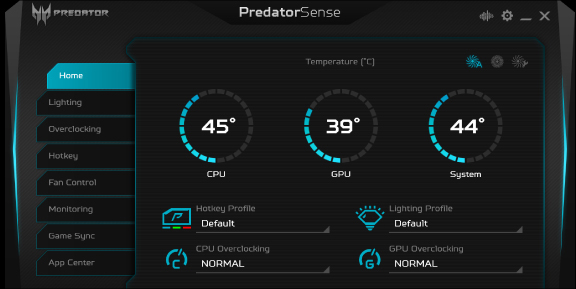 PREDATOR
PredatorSense
Temperature (°C)
Home
Lighting
Overclocking
Hotkey
Fan Control
Monitoring
Game Sync
App Center
45°
39°
44°
CPU
GPU
System
Hotkey Profile
Default
Lighting Profile
Default
CPU Overclocking
NORMAL
GPU Overclocking
NORMAL
A
P
C
G